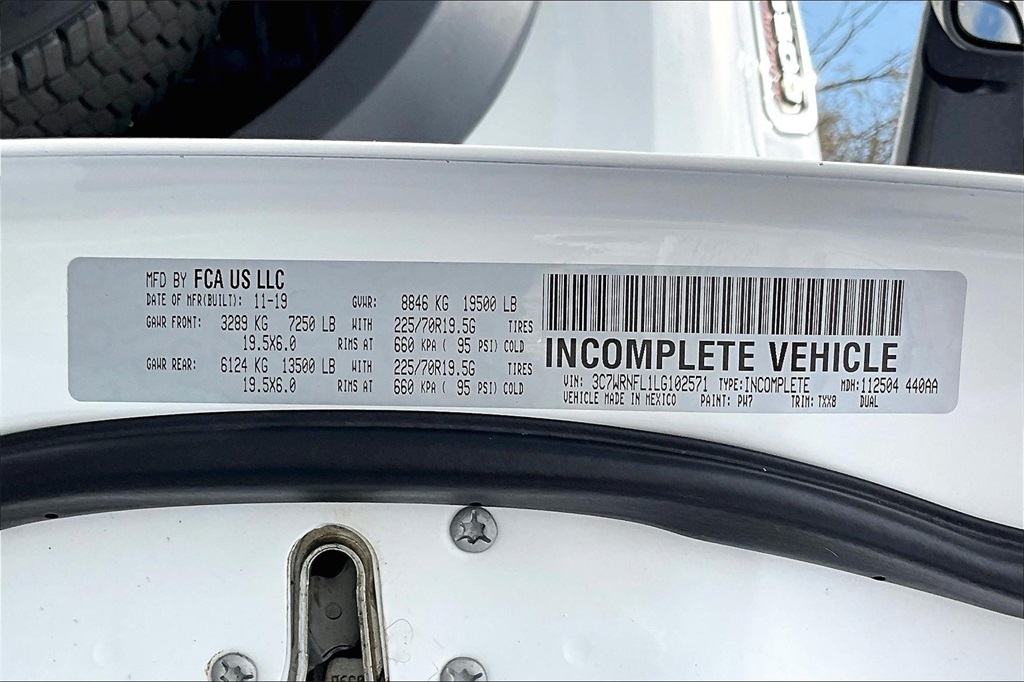 MFD BY FCA US LLC
DATE OF MFR(BUILT): 11-19 GVWR: 8846 KG 19500 LB
GAWR FRONT: 3289 KG 7250 LB WITH 225/70R19.5G TIRES
19.5X6.0 RIMS AT 660 KPA ( 95 PSI) COLD
GAWR REAR: 6124 KG 13500 LB WITH 225/70R19.5G TIRES
19.5X6.0 RIMS AT 660 KPA ( 95 PSI) COLD
INCOMPLETE VEHICLE
VIN: 3C7WRNFL1LG102571 TYPE:INCOMPLETE MDH:112504 440AA
VEHICLE MADE IN MEXICO PAINT: PW7 TRIM: TXX8 DUAL